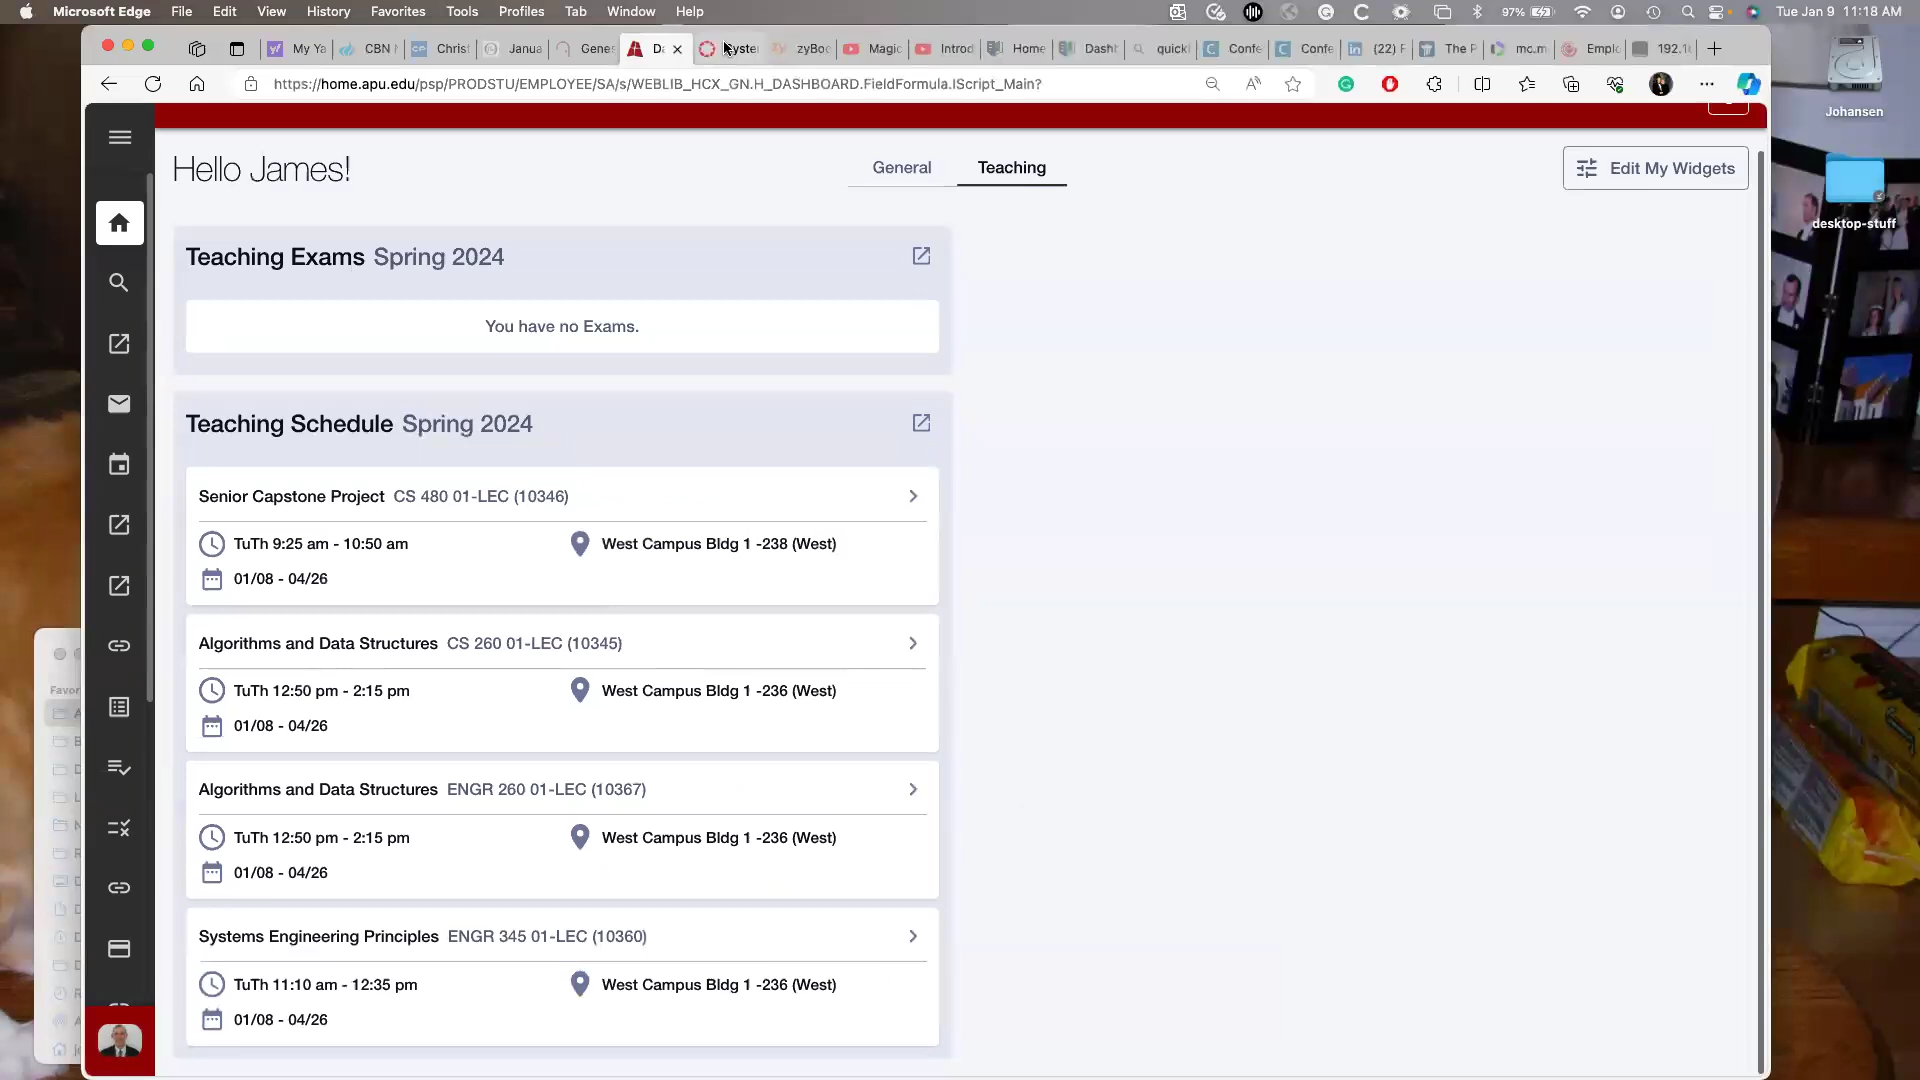 Microsoft Edge File Edit View History Favorites Tools Profiles Tab Window Help 97% Tue Jan 9 11:18 AM
My Ya CBN Christ Janua Genes Da zyBoo Magic Introd Home Dashb quickl Confe Confe (22) F The P mc.m Emplo 192.1
https://home.apu.edu/psp/PRODSTU/EMPLOYEE/SA/s/WEBLIB_HCX_GN.H_DASHBOARD.FieldFormula.IScript_Main?
Johansen
desktop-stuff
Hello James!
General Teaching
Edit My Widgets
Teaching Exams Spring 2024
You have no Exams.
Teaching Schedule Spring 2024
Senior Capstone Project CS 480 01-LEC (10346)
TuTh 9:25 am - 10:50 am West Campus Bldg 1 -238 (West)
01/08 - 04/26
Algorithms and Data Structures CS 260 01-LEC (10345)
TuTh 12:50 pm - 2:15 pm West Campus Bldg 1 -236 (West)
01/08 - 04/26
Algorithms and Data Structures ENGR 260 01-LEC (10367)
TuTh 12:50 pm - 2:15 pm West Campus Bldg 1 -236 (West)
01/08 - 04/26
Systems Engineering Principles ENGR 345 01-LEC (10360)
TuTh 11:10 am - 12:35 pm West Campus Bldg 1 -236 (West)
01/08 - 04/26
Favor